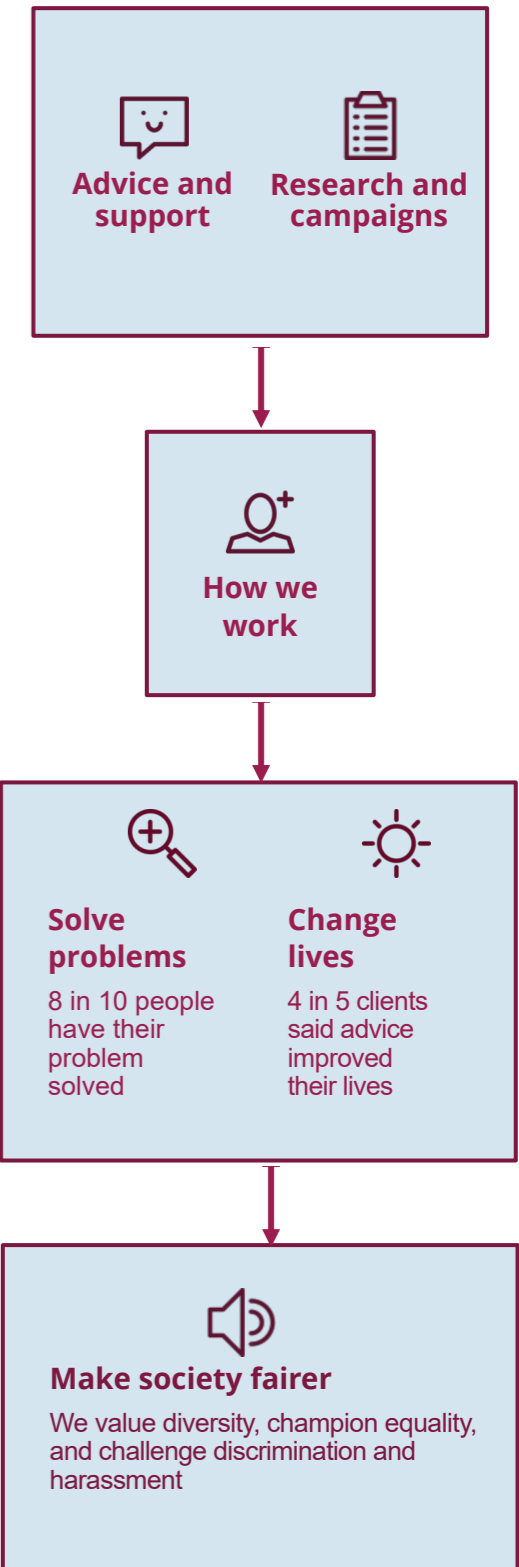 Advice and
support
Research and
campaigns
How we
work
Solve
problems
8 in 10 people
have their
problem
solved
Change
lives
4 in 5 clients
said advice
improved
their lives
Make society fairer
We value diversity, champion equality,
and challenge discrimination and
harassment